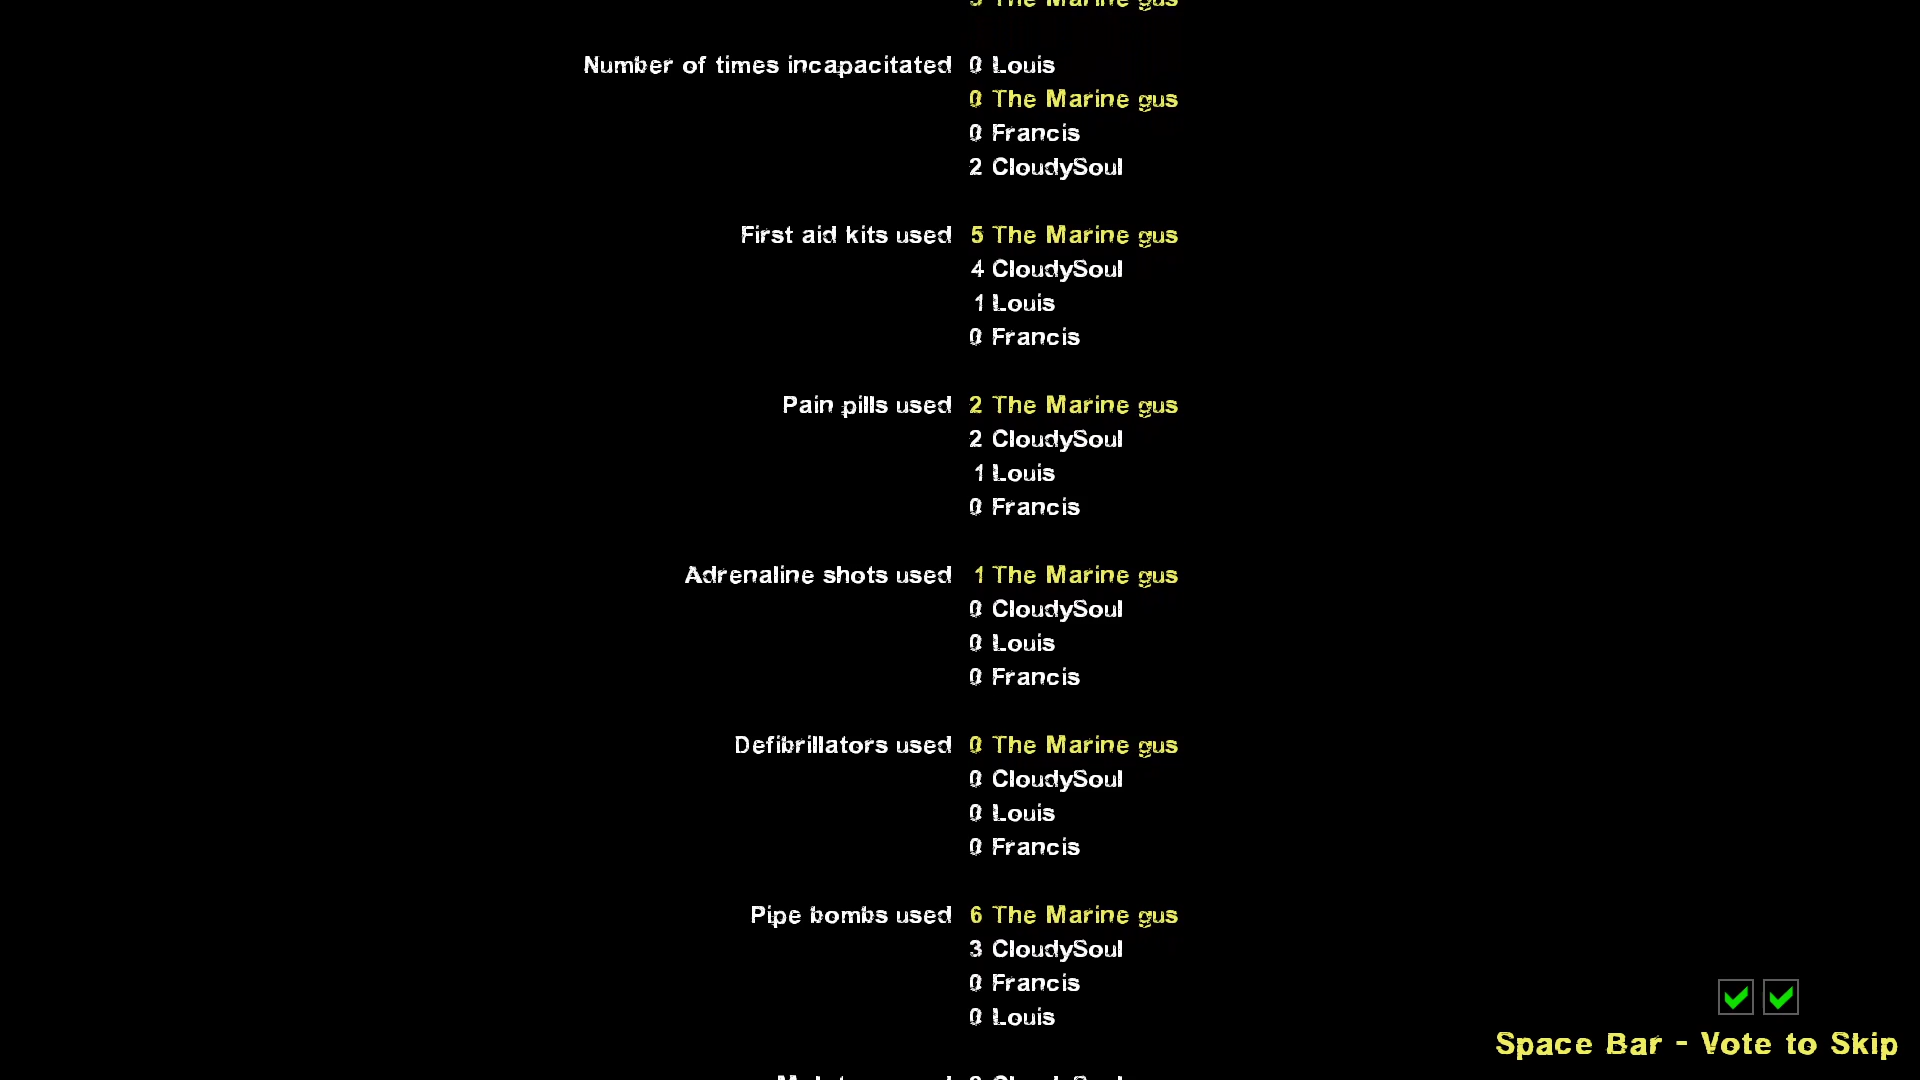 The Marine gus
Number of times incapacitated 0 Louis
0 The Marine gus
0 Francis
2 CloudySoul
First aid kits used 5 The Marine gus
4 CloudySoul
1 Louis
0 Francis
Pain pills used 2 The Marine gus
2 CloudySoul
1 Louis
0 Francis
Adrenaline shots used 1 The Marine gus
0 CloudySoul
0 Louis
0 Francis
Defibrillators used 0 The Marine gus
0 CloudySoul
0 Louis
0 Francis
Pipe bombs used 6 The Marine gus
3 CloudySoul
0 Francis
0 Louis
Space Bar - Vote to Skip